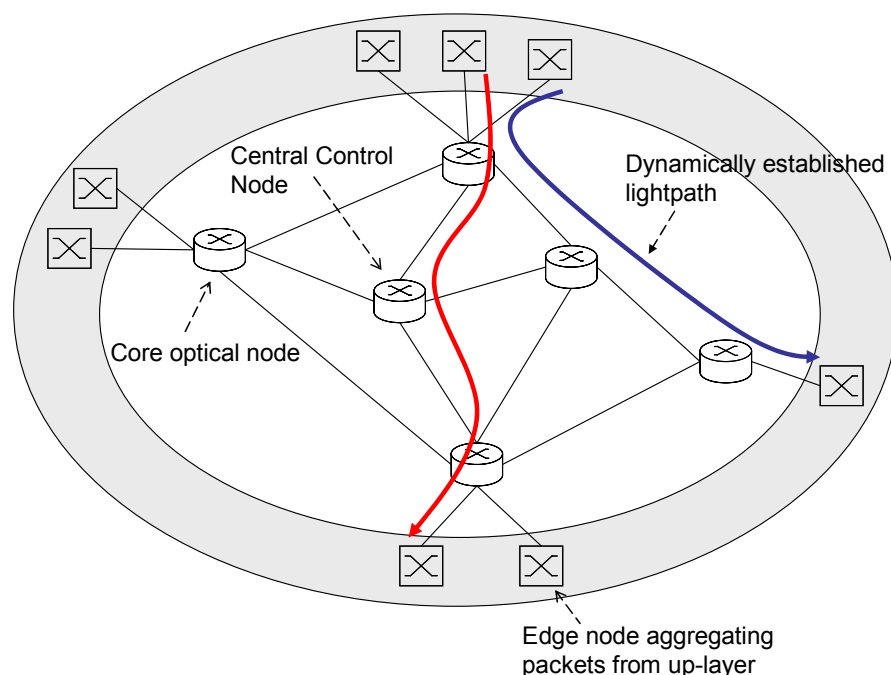 Central Control
Node
Dynamically established
lightpath
Core optical node
Edge node aggregating
packets from up-layer